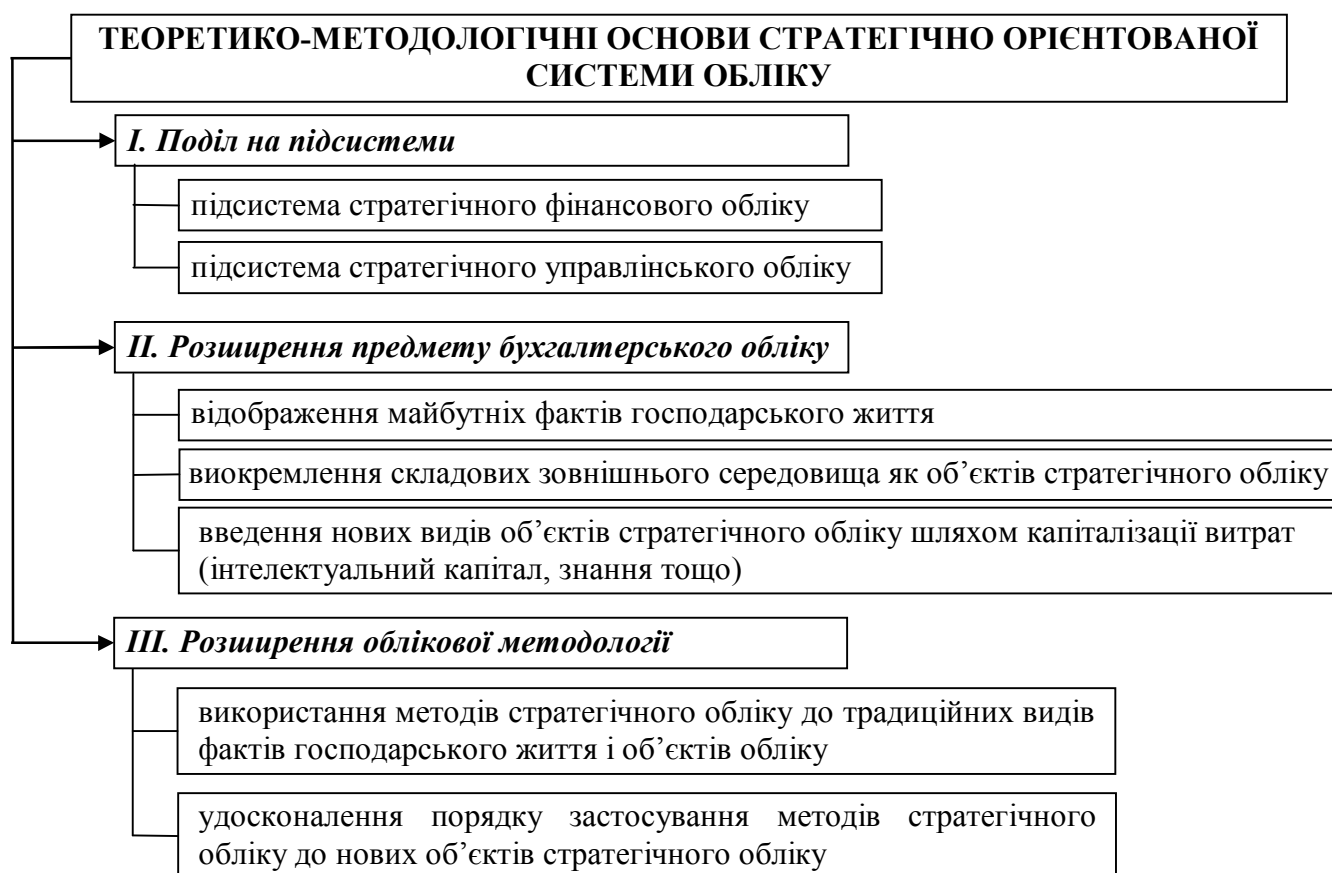 ТЕОРЕТИКО-МЕТОДОЛОГІЧНІ ОСНОВИ СТРАТЕГІЧНО ОРІЄНТОВАНОЇ
СИСТЕМИ ОБЛІКУ
І. Поділ на підсистеми
підсистема стратегічного фінансового обліку
підсистема стратегічного управлінського обліку
ІІ. Розширення предмету бухгалтерського обліку
відображення майбутніх фактів господарського життя
виокремлення складових зовнішнього середовища як об’єктів стратегічного обліку
введення нових видів об’єктів стратегічного обліку шляхом капіталізації витрат
(інтелектуальний капітал, знання тощо)
ІІІ. Розширення облікової методології
використання методів стратегічного обліку до традиційних видів
фактів господарського життя і об’єктів обліку
удосконалення порядку застосування методів стратегічного
обліку до нових об’єктів стратегічного обліку